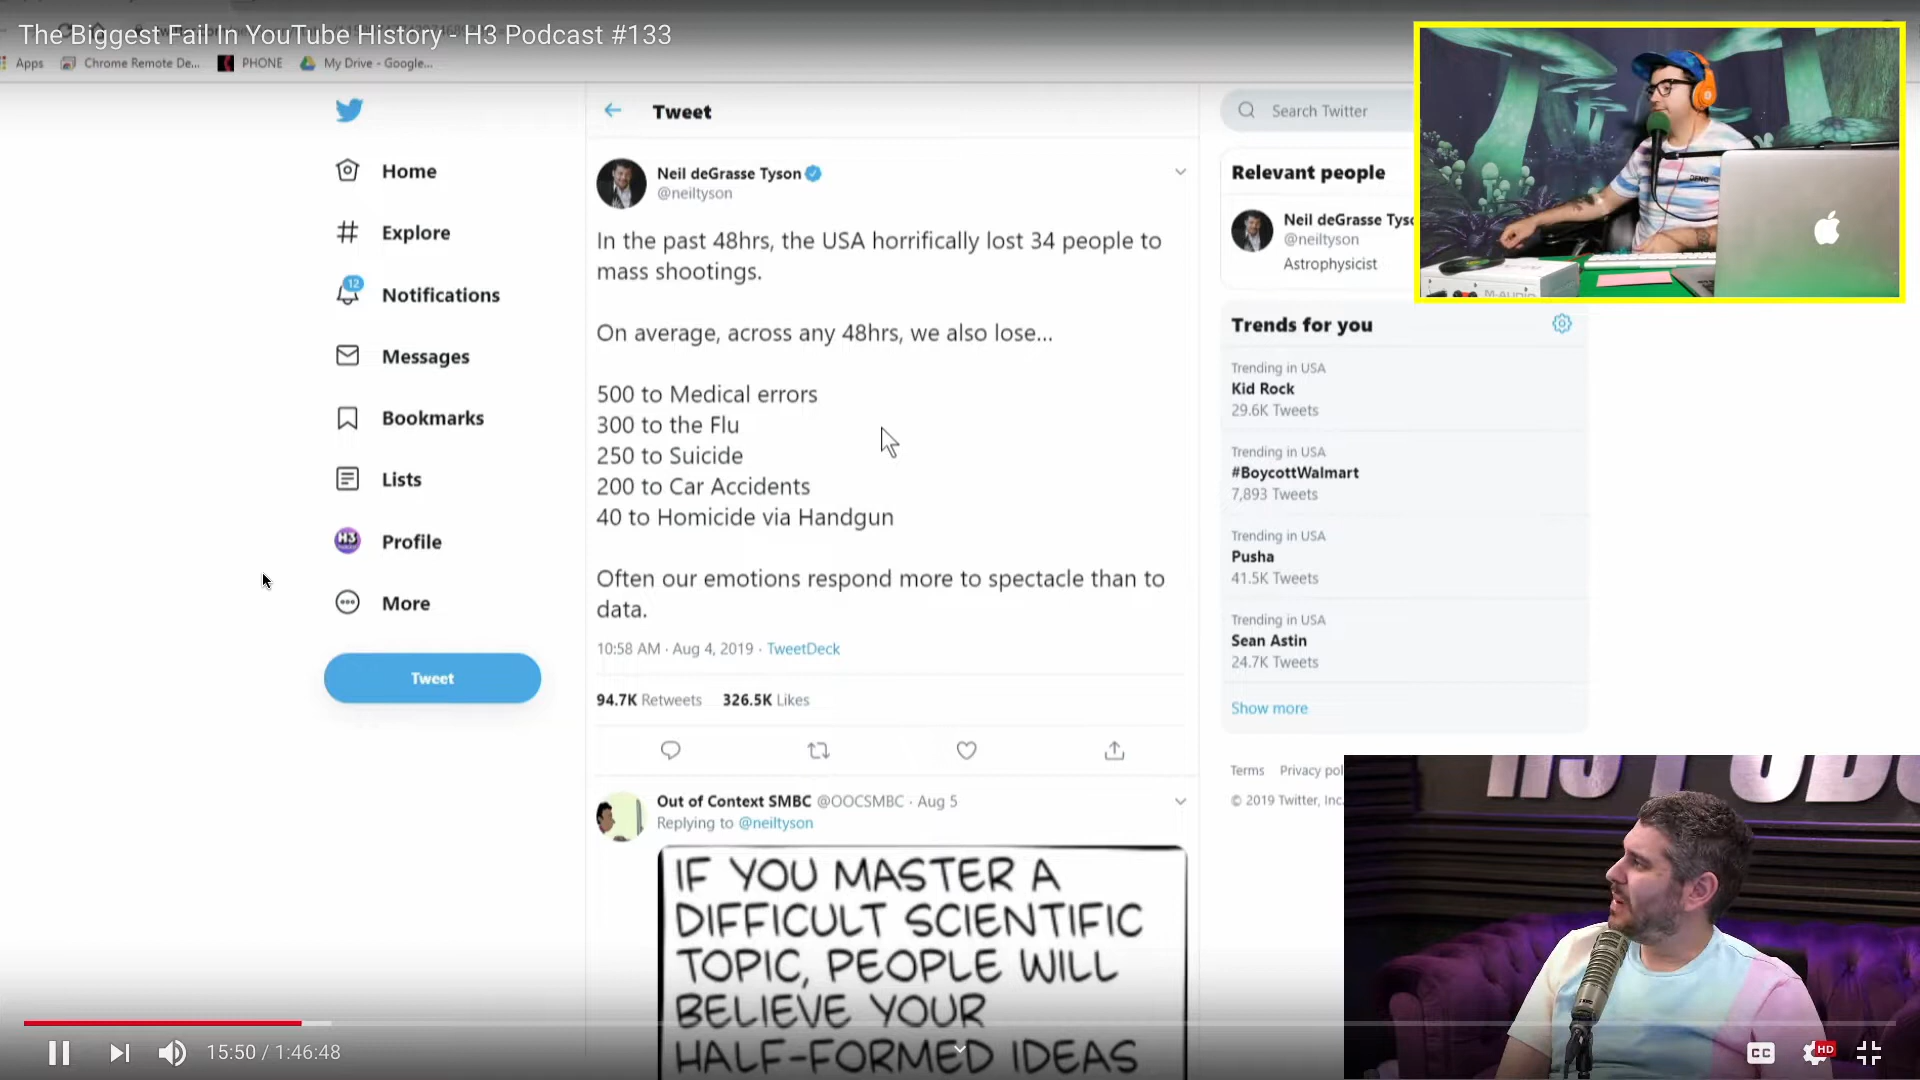 The Biggest Fail In YouTube History - H3 Podcast #133
Apps
Chrome Remote De...
PHONE
My Drive - Google...
Tweet
Search Twitter
Home
Explore
12
Notifications
Messages
Bookmarks
Lists
H3
Profile
More
Tweet
Neil deGrasse Tyson
@neiltyson
In the past 48hrs, the USA horrifically lost 34 people to
mass shootings.
On average, across any 48hrs, we also lose...
500 to Medical errors
300 to the Flu
250 to Suicide
200 to Car Accidents
40 to Homicide via Handgun
Often our emotions respond more to spectacle than to
data.
10:58 AM · Aug 4, 2019 · TweetDeck
94.7K Retweets 326.5K Likes
Out of Context SMBC @OOCSMBC · Aug 5
Replying to @neiltyson
IF YOU MASTER A
DIFFICULT SCIENTIFIC
TOPIC, PEOPLE WILL
BELIEVE YOUR
HALF-FORMED IDEAS
Relevant people
Neil deGrasse Tyso
@neiltyson
Astrophysicist
Trends for you
Trending in USA
Kid Rock
29.6K Tweets
Trending in USA
#BoycottWalmart
7,893 Tweets
Trending in USA
Pusha
41.5K Tweets
Trending in USA
Sean Astin
24.7K Tweets
Show more
Terms Privacy pol
© 2019 Twitter, Inc.
M-AUDIO
H3 PODC
15:50 / 1:46:48
CC
HD